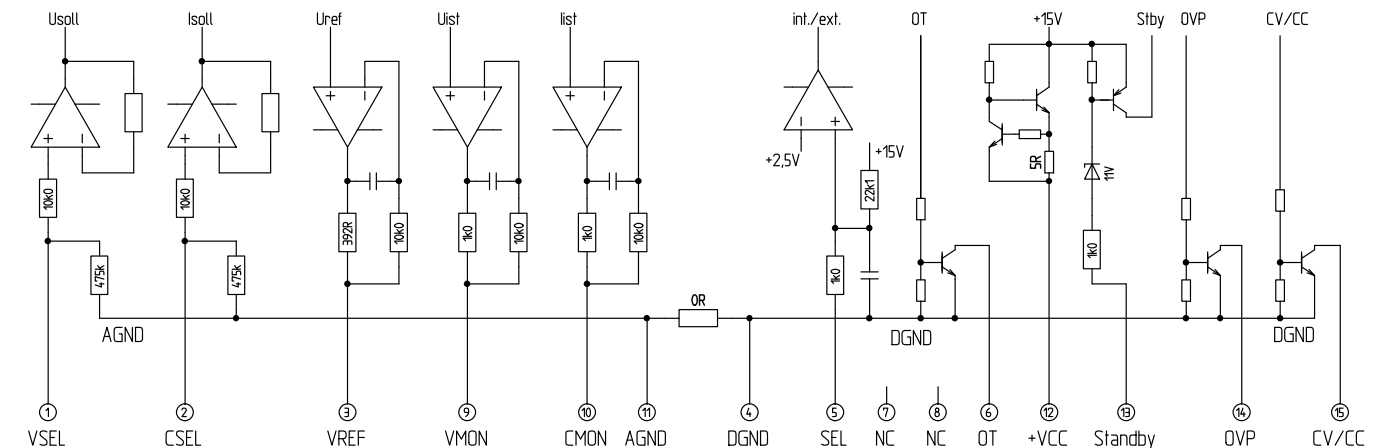 Usoll Isoll Uref Uist Iist int./ext. OT +15V Stby OVP CV/CC
+ - + - + - + - + - - +
+2,5V +15V
5R 11V
10k0 10k0 22k1
392R 10k0 1k0 10k0 1k0 10k0
475k 475k 1k0 1k0
0R
AGND DGND DGND
1 2 3 9 10 11 4 5 7 8 6 12 13 14 15
VSEL CSEL VREF VMON CMON AGND DGND SEL NC NC OT +VCC Standby OVP CV/CC